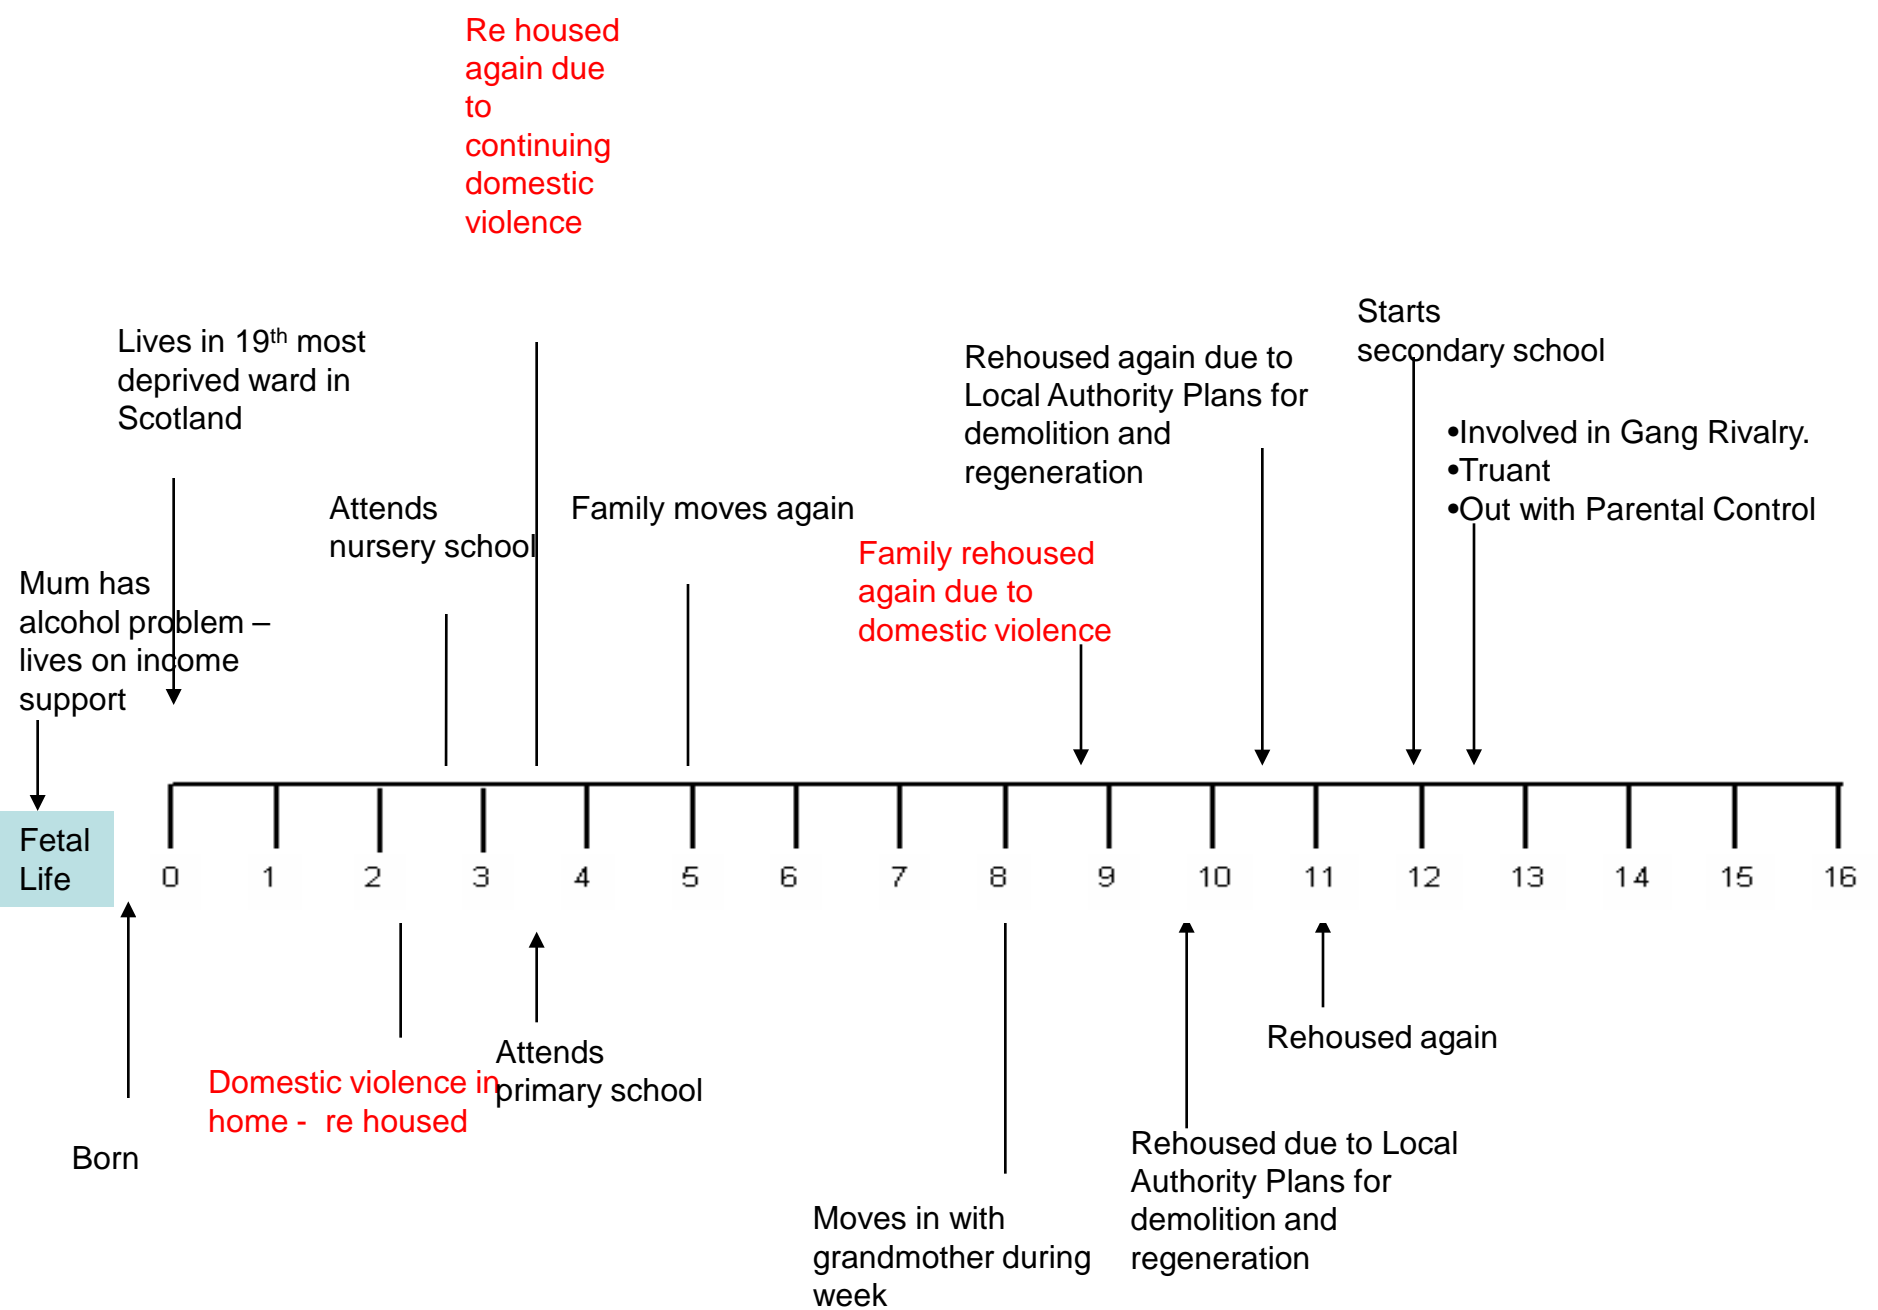 Re housed
again due
to
continuing
domestic
violence
Lives in 19th most
deprived ward in
Scotland
Mum has
alcohol problem –
lives on income
support
Attends
nursery school
Family moves again
Rehoused again due to
Local Authority Plans for
demolition and
regeneration
Family rehoused
again due to
domestic violence
Starts
secondary school
•Involved in Gang Rivalry.
•Truant
•Out with Parental Control
Fetal
Life
0 1 2 3 4 5 6 7 8 9 10 11 12 13 14 15 16
Born
Domestic violence in
home - re housed
Attends
primary school
Moves in with
grandmother during
week
Rehoused due to Local
Authority Plans for
demolition and
regeneration
Rehoused again